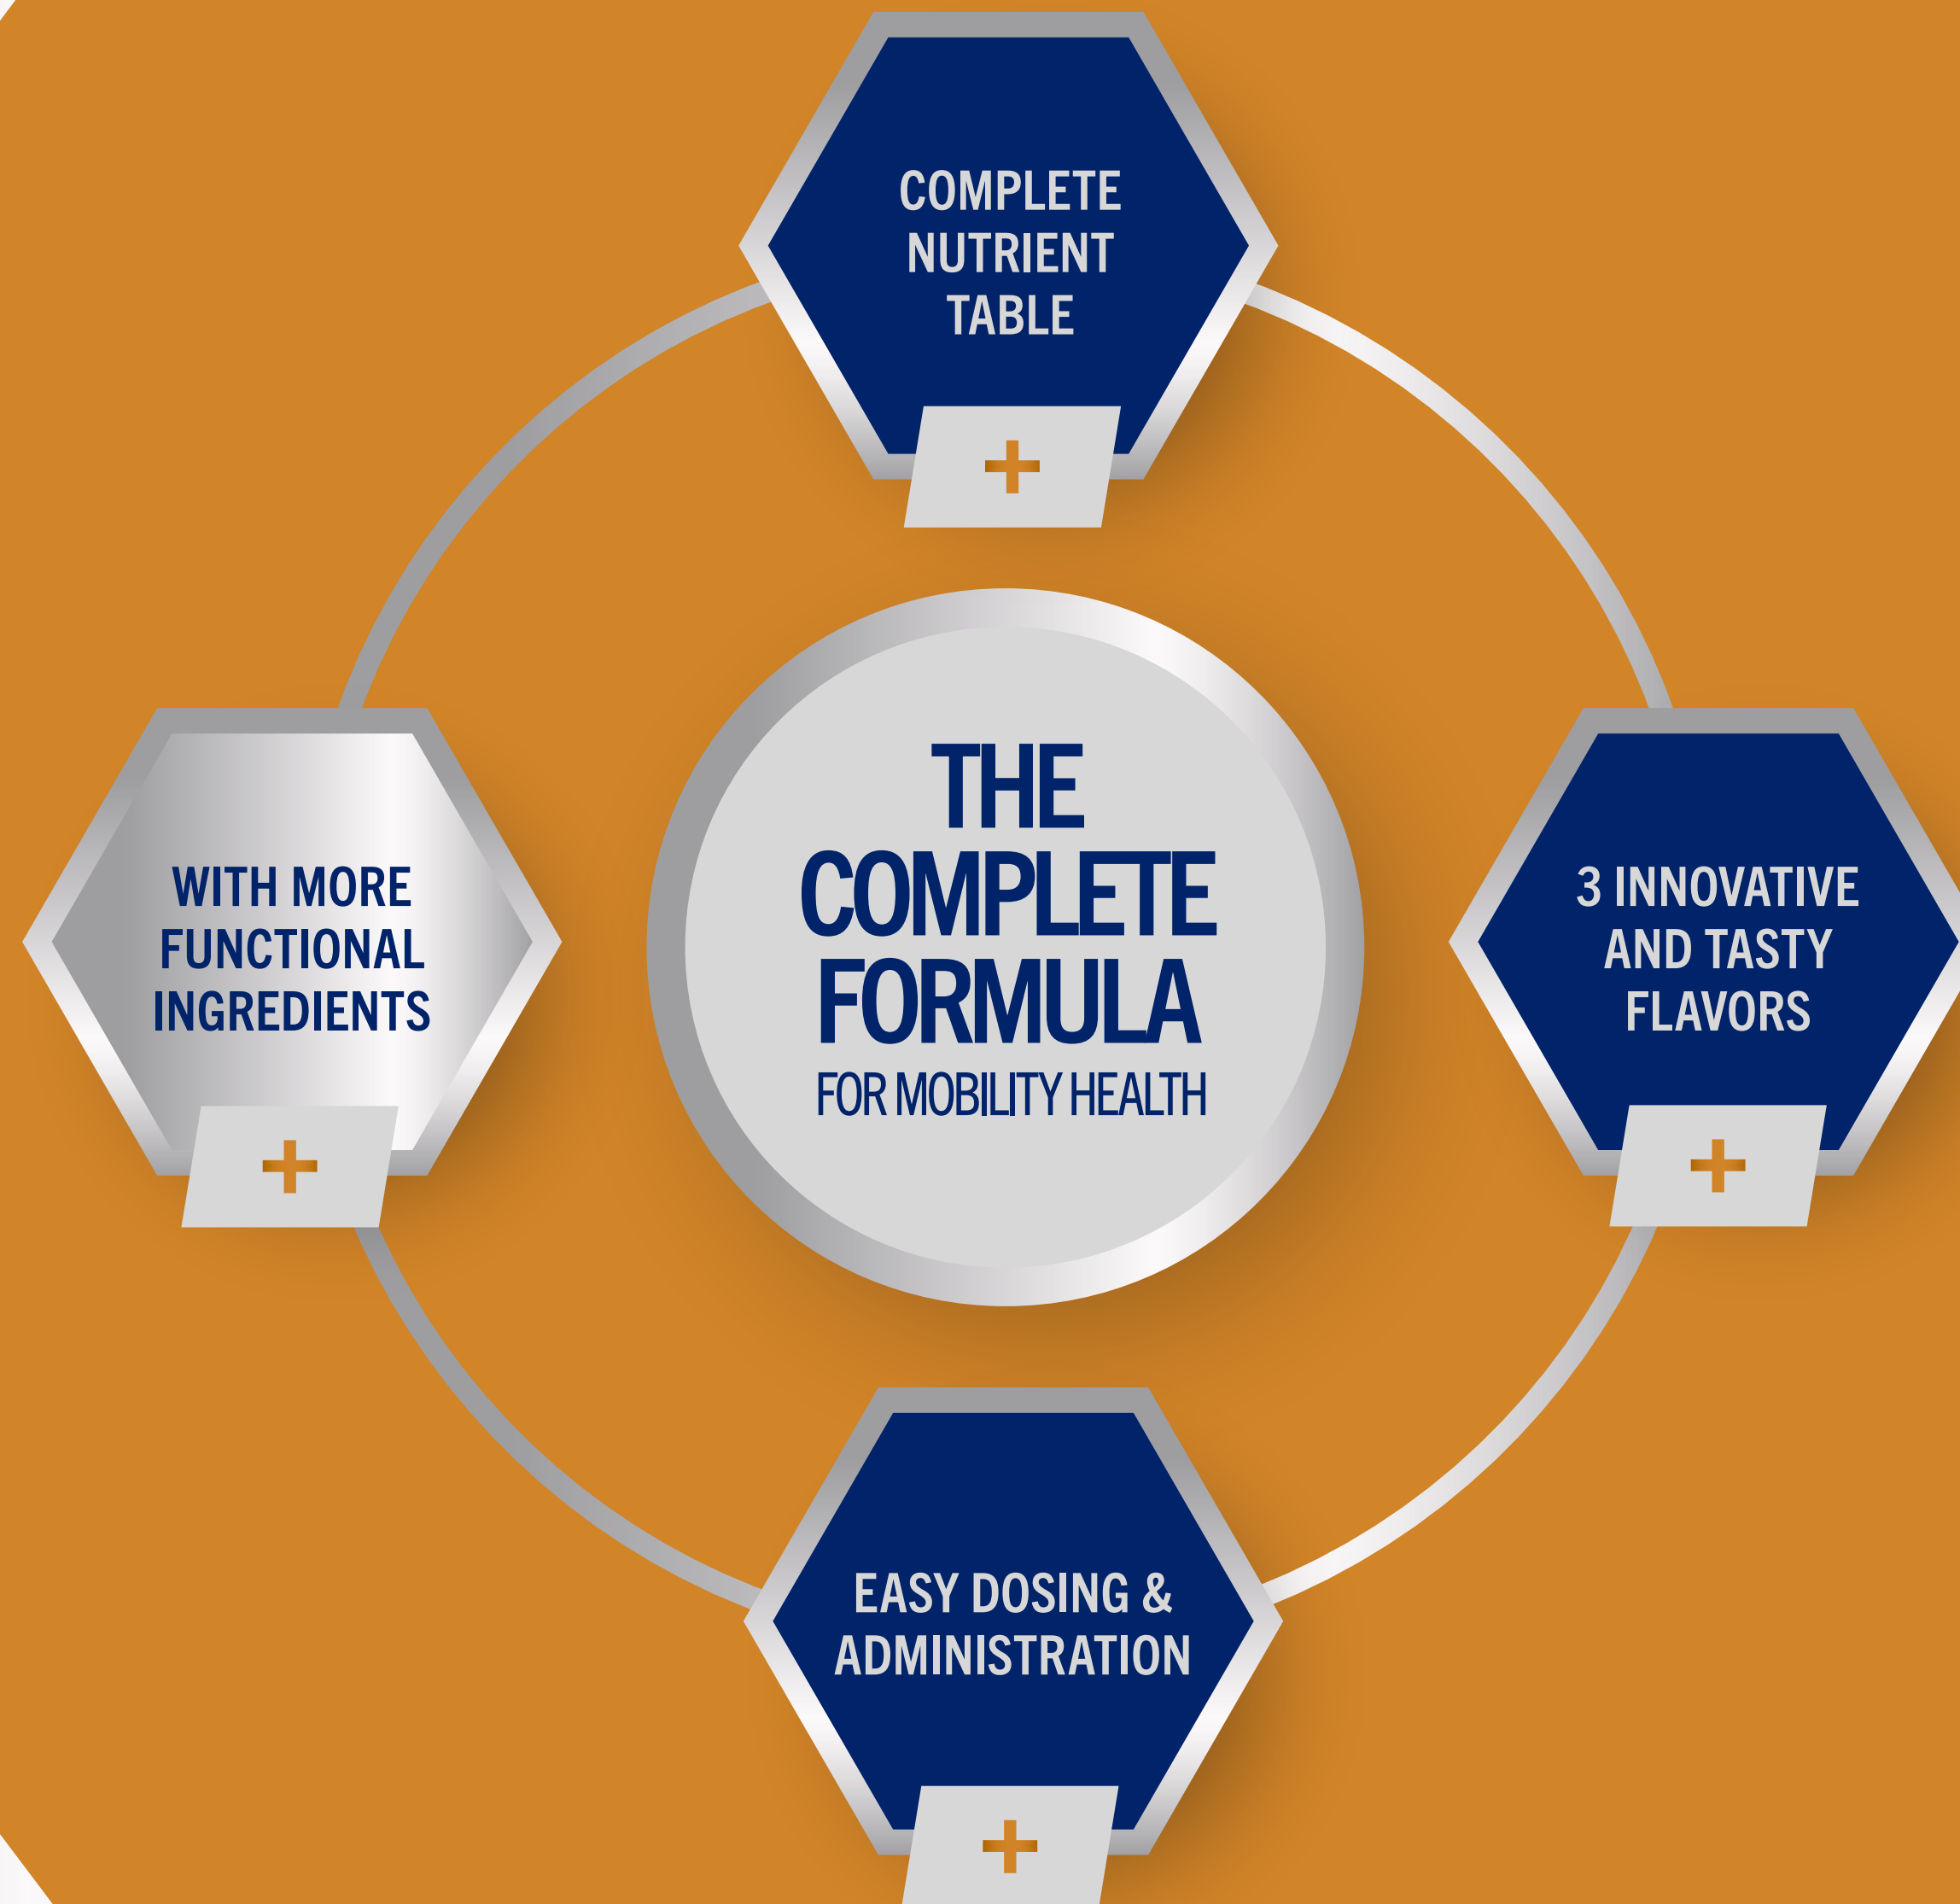 COMPLETE
NUTRIENT
TABLE
+
THE
COMPLETE
FORMULA
FOR MOBILITY HEALTH
WITH MORE
FUNCTIONAL
INGREDIENTS
+
3 INNOVATIVE
AND TASTY
FLAVORS
+
EASY DOSING &
ADMINISTRATION
+